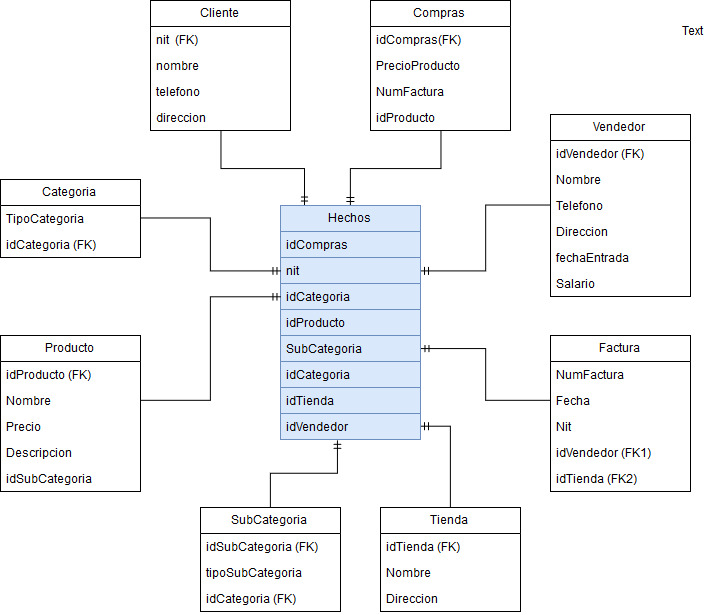 Cliente
nit (FK)
nombre
telefono
direccion
Compras
idCompras(FK)
PrecioProducto
NumFactura
idProducto
Text
Vendedor
idVendedor (FK)
Nombre
Telefono
Direccion
fechaEntrada
Salario
Categoria
TipoCategoria
idCategoria (FK)
Hechos
idCompras
nit
idCategoria
idProducto
SubCategoria
idCategoria
idTienda
idVendedor
Producto
idProducto (FK)
Nombre
Precio
Descripcion
idSubCategoria
Factura
NumFactura
Fecha
Nit
idVendedor (FK1)
idTienda (FK2)
SubCategoria
idSubCategoria (FK)
tipoSubCategoria
idCategoria (FK)
Tienda
idTienda (FK)
Nombre
Direccion